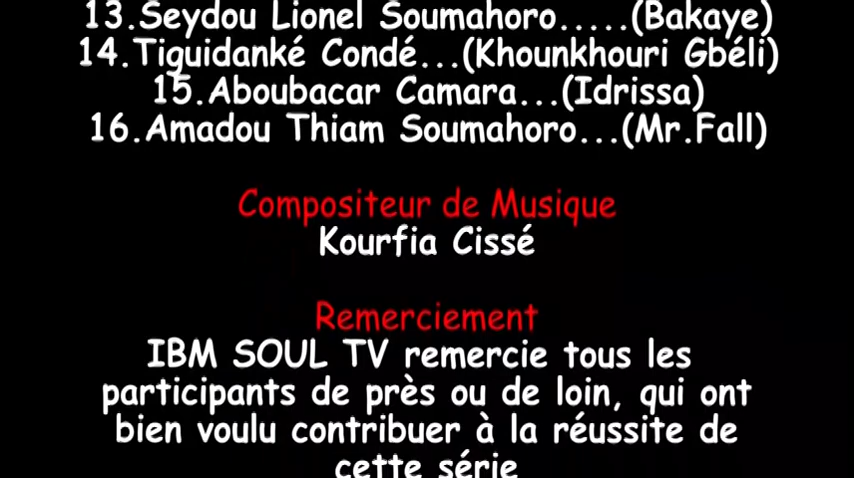 13.Seydou Lionel Soumahoro.....(Bakaye)
14.Tiguidanké Condé...(Khounkhouri Gbéli)
15.Aboubacar Camara...(Idrissa)
16.Amadou Thiam Soumahoro...(Mr.Fall)
Compositeur de Musique
Kourfia Cissé
Remerciement
IBM SOUL TV remercie tous les
participants de près ou de loin, qui ont
bien voulu contribuer à la réussite de
cette série